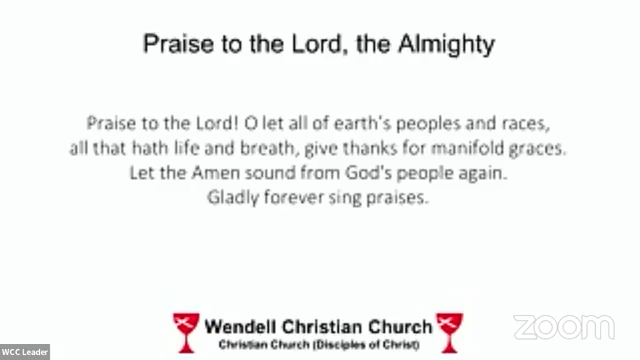 Praise to the Lord, the Almighty
Praise to the Lord! O let all of earth's peoples and races,
all that hath life and breath, give thanks for manifold graces.
Let the Amen sound from God's people again.
Gladly forever sing praises.
Wendell Christian Church
Christian Church (Disciples of Christ)
zoom
WCC Leader